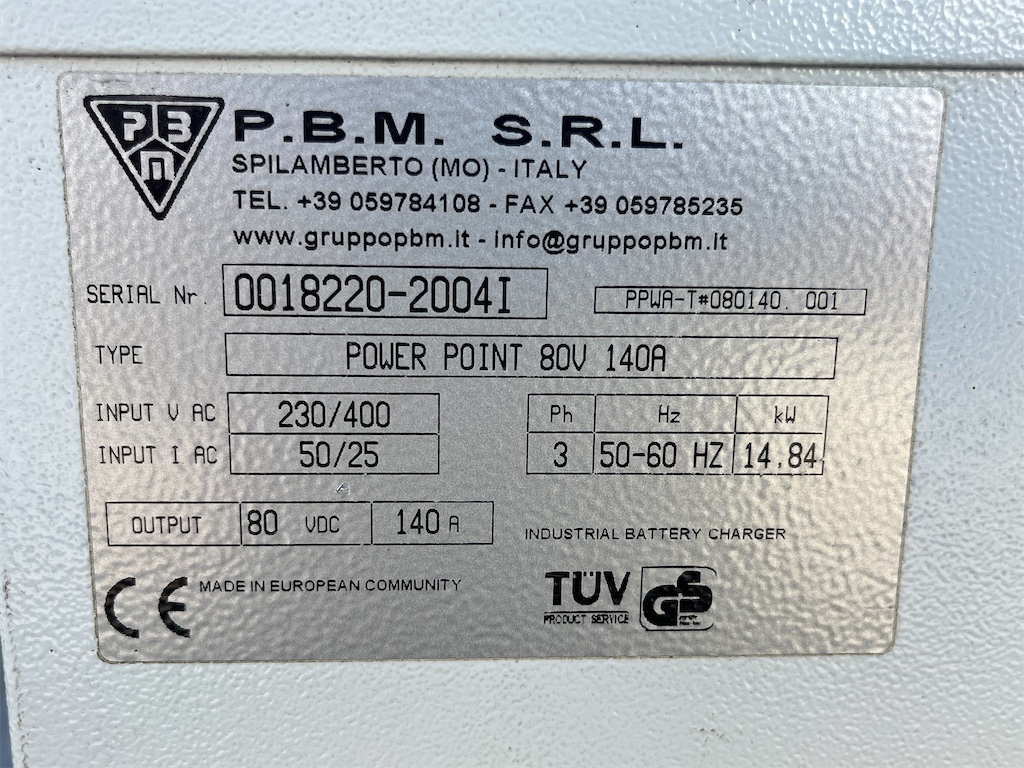 PBM
P.B.M. S.R.L.
SPILAMBERTO (MO) - ITALY
TEL. +39 059784108 - FAX +39 059785235
www.gruppopbm.it - info@gruppopbm.it
SERIAL Nr. 0018220-2004I PPWA-T#080140. 001
TYPE POWER POINT 80V 140A
INPUT V AC 230/400 Ph Hz kW
INPUT I AC 50/25 3 50-60 HZ 14,84
OUTPUT 80 VDC 140 A INDUSTRIAL BATTERY CHARGER
CE MADE IN EUROPEAN COMMUNITY
TÜV GS
PRODUCT SERVICE